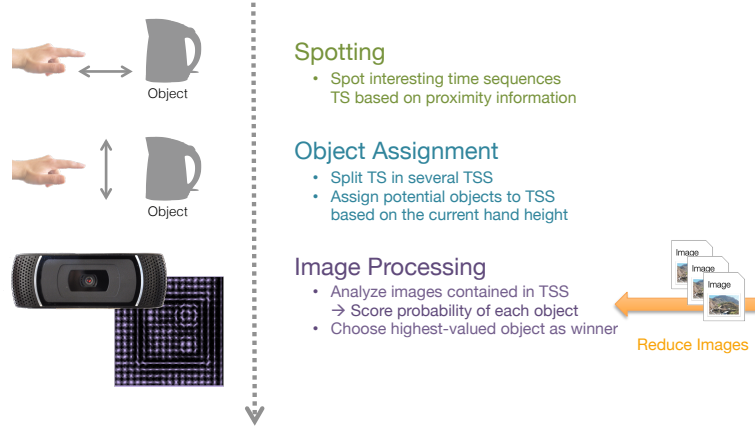 Object
Object
Spotting
• Spot interesting time sequences
TS based on proximity information
Object Assignment
• Split TS in several TSS
• Assign potential objects to TSS
based on the current hand height
Image Processing
• Analyze images contained in TSS
→ Score probability of each object
• Choose highest-valued object as winner
Image
Image
Image
Reduce Images